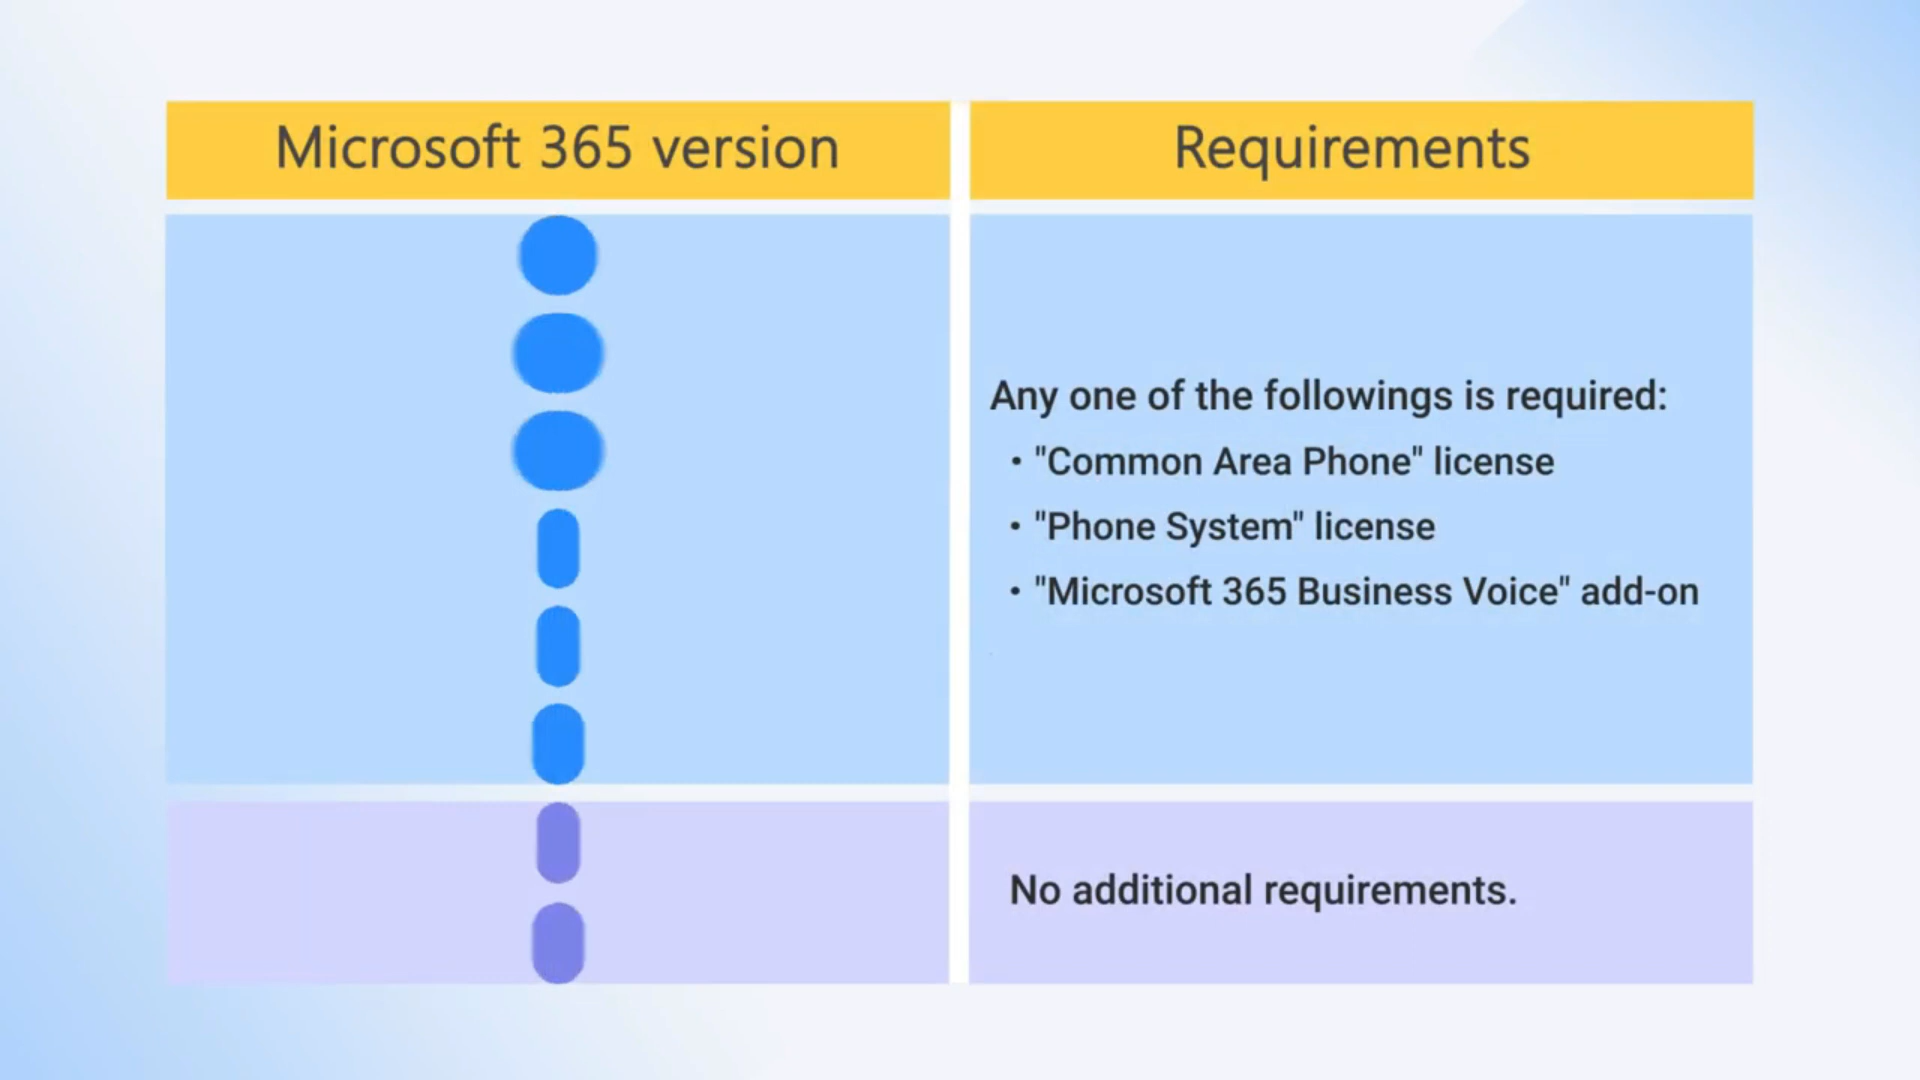 Microsoft 365 version
Requirements
Any one of the followings is required:
• "Common Area Phone" license
• "Phone System" license
• "Microsoft 365 Business Voice" add-on
No additional requirements.